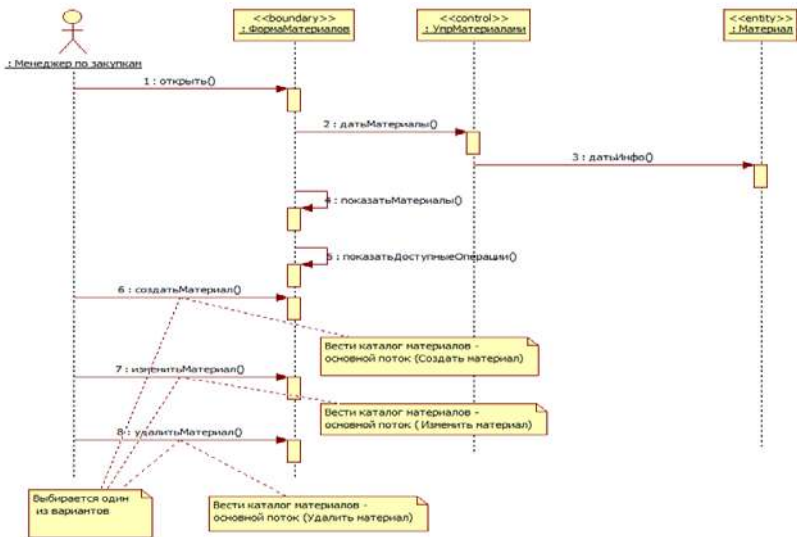 <<boundary>>
: ФормаМатериалов
<<control>>
: УпрМатериалами
<<entity>>
: Материал
: Менеджер по закупкам
1 : открыть()
2 : датьМатериалы()
3 : датьИнфо()
4 : показатьМатериалы()
5 : показатьДоступныеОперации()
6 : создатьМатериал()
Вести каталог материалов -
основной поток (Создать материал)
7 : изменитьМатериал()
Вести каталог материалов -
основной поток ( Изменить материал)
8 : удалитьМатериал()
Выбирается один
из вариантов
Вести каталог материалов -
основной поток (Удалить материал)